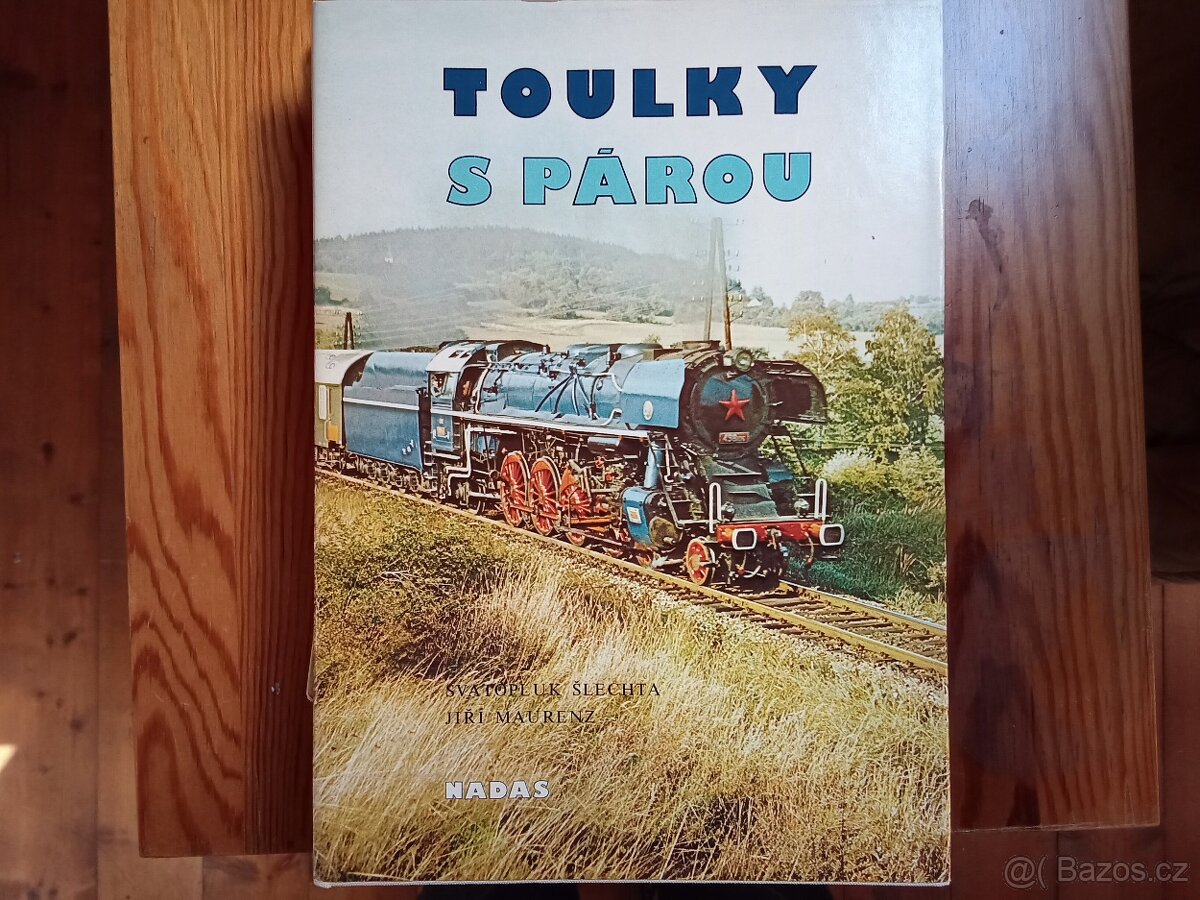 TOULKY
S PÁROU
SVATOPLUK ŠLECHTA
JIŘÍ MAURENZ
NADAS
@( Bazos.cz